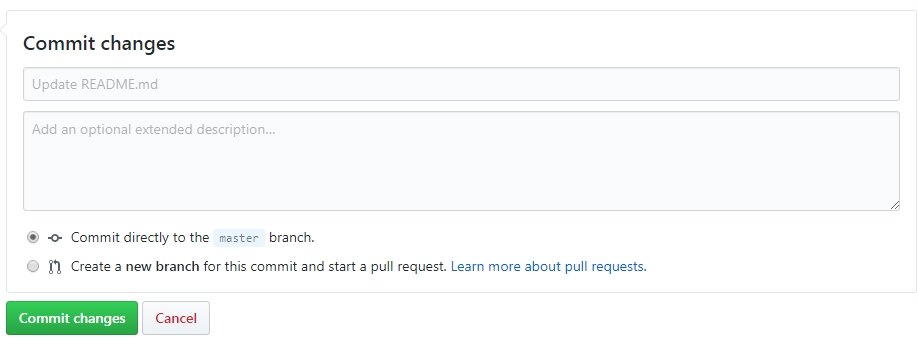 Commit changes
Update README.md
Add an optional extended description...
Commit directly to the master branch.
Create a new branch for this commit and start a pull request. Learn more about pull requests.
Commit changes Cancel